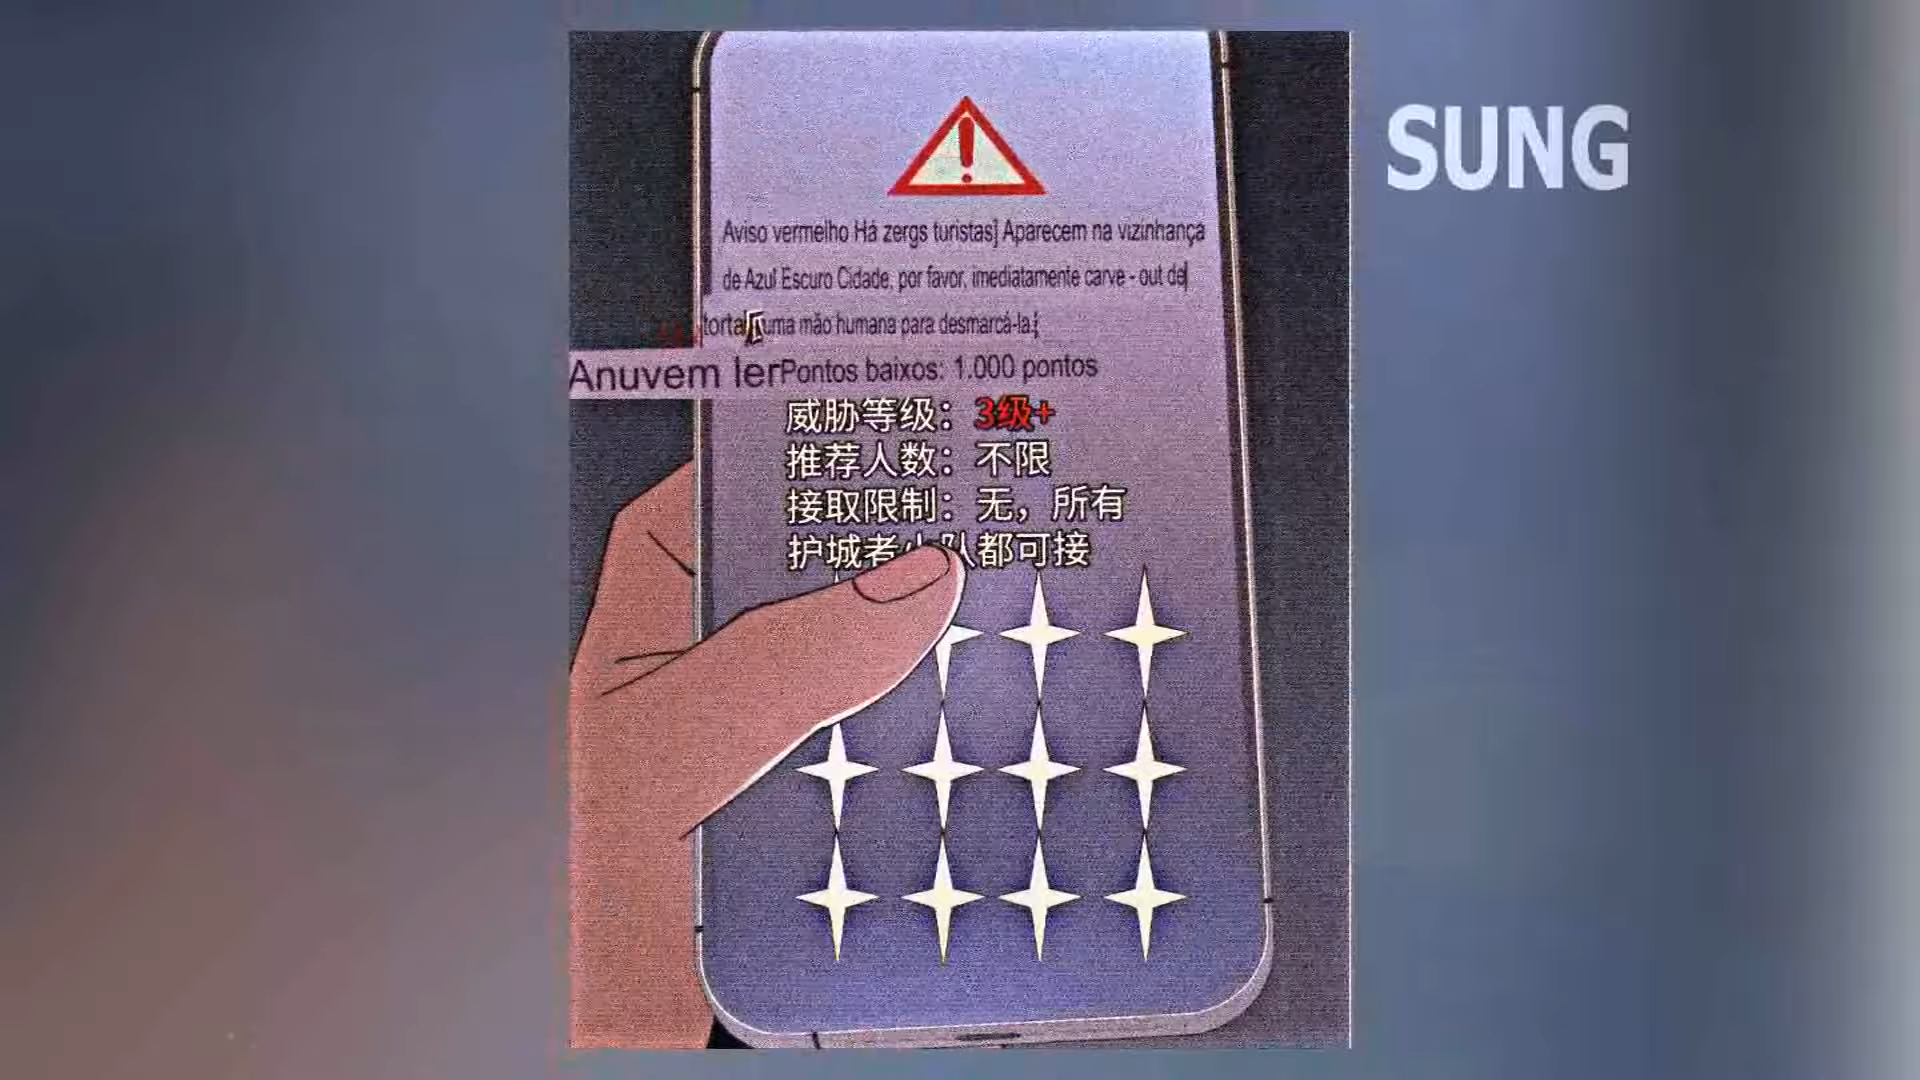 SUNG
Aviso vermelho Há zergs turistas] Aparecem na vizinhança
de Azul Escuro Cidade, por favor, imediatamente carve - out de
torta uma mão humana para desmarcá-la.
Anuvem lerPontos baixos: 1.000 pontos
威胁等级：3级+
推荐人数：不限
接取限制：无，所有
护城者小队都可接